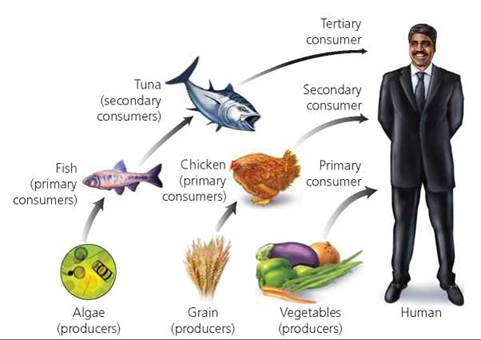 Tertiary
consumer
Tuna
(secondary
consumers)
Secondary
consumer
Fish
(primary
consumers)
Chicken
(primary
consumers)
Primary
consumer
Algae
(producers)
Grain
(producers)
Vegetables
(producers)
Human